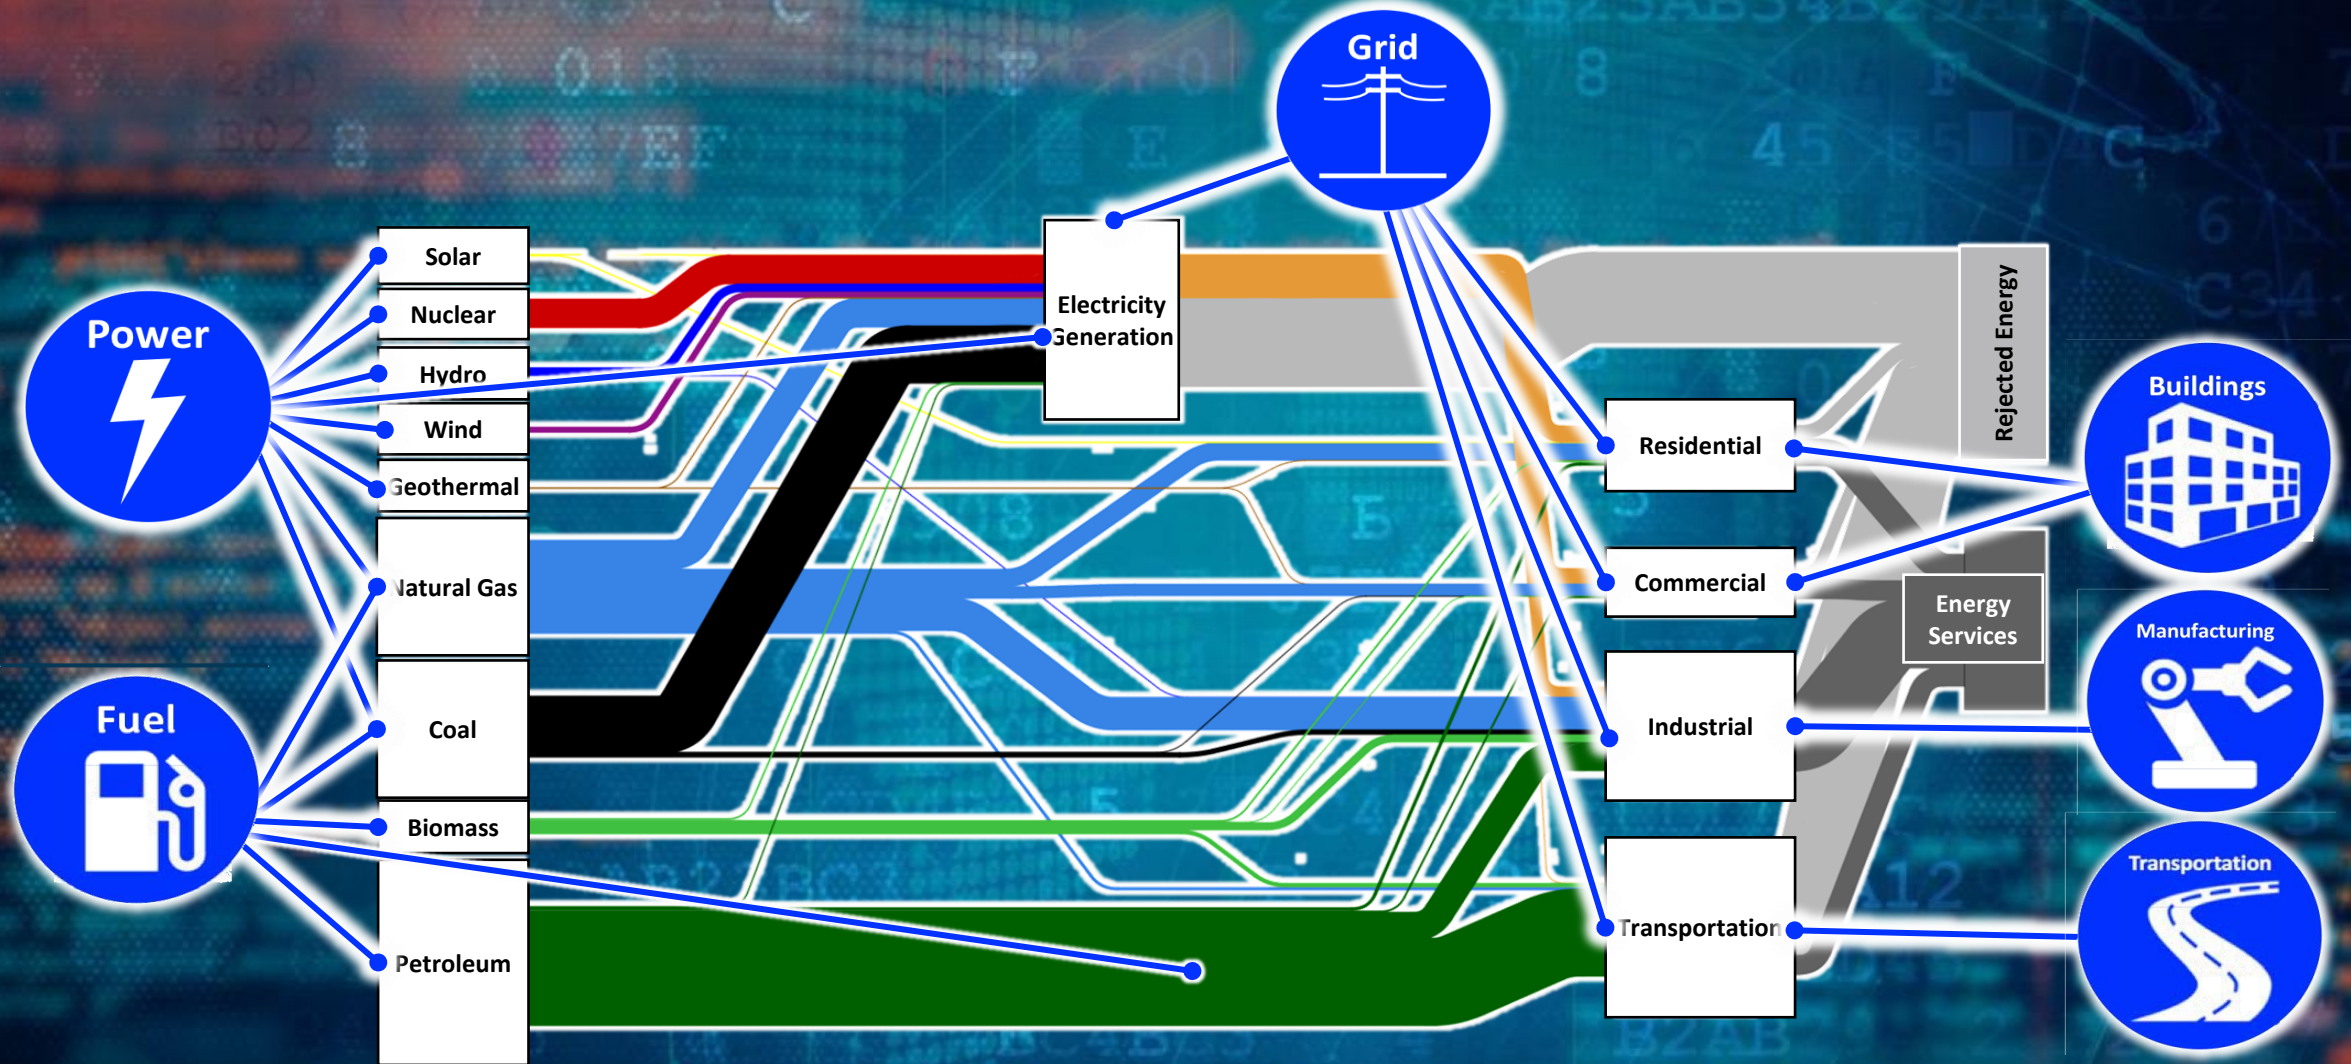 Grid
Power
Solar
Nuclear
Hydro
Wind
Geothermal
Natural Gas
Coal
Biomass
Petroleum
Fuel
Electricity
Generation
Residential
Commercial
Industrial
Transportation
Rejected Energy
Energy
Services
Buildings
Manufacturing
Transportation